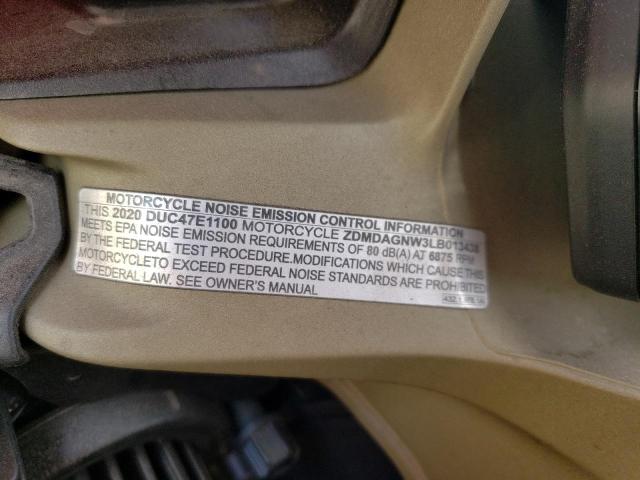 MOTORCYCLE NOISE EMISSION CONTROL INFORMATION
THIS 2020 DUC47E1100 MOTORCYCLE ZDMDAGNW3LB013438
MEETS EPA NOISE EMISSION REQUIREMENTS OF 80 dB(A) AT 6875 RPM
BY THE FEDERAL TEST PROCEDURE.MODIFICATIONS WHICH CAUSE THIS
MOTORCYCLETO EXCEED FEDERAL NOISE STANDARDS ARE PROHIBITED
BY FEDERAL LAW. SEE OWNER'S MANUAL